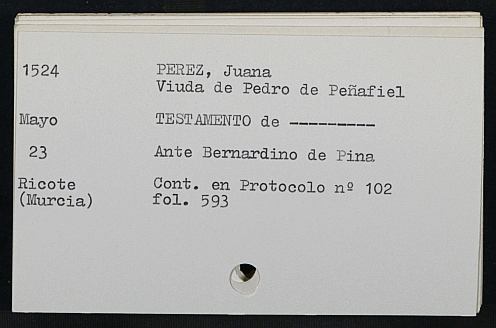 1524 PEREZ, Juana
Viuda de Pedro de Peñafiel
Mayo TESTAMENTO de ---------
23 Ante Bernardino de Pina
Ricote Cont. en Protocolo nº 102
(Murcia) fol. 593